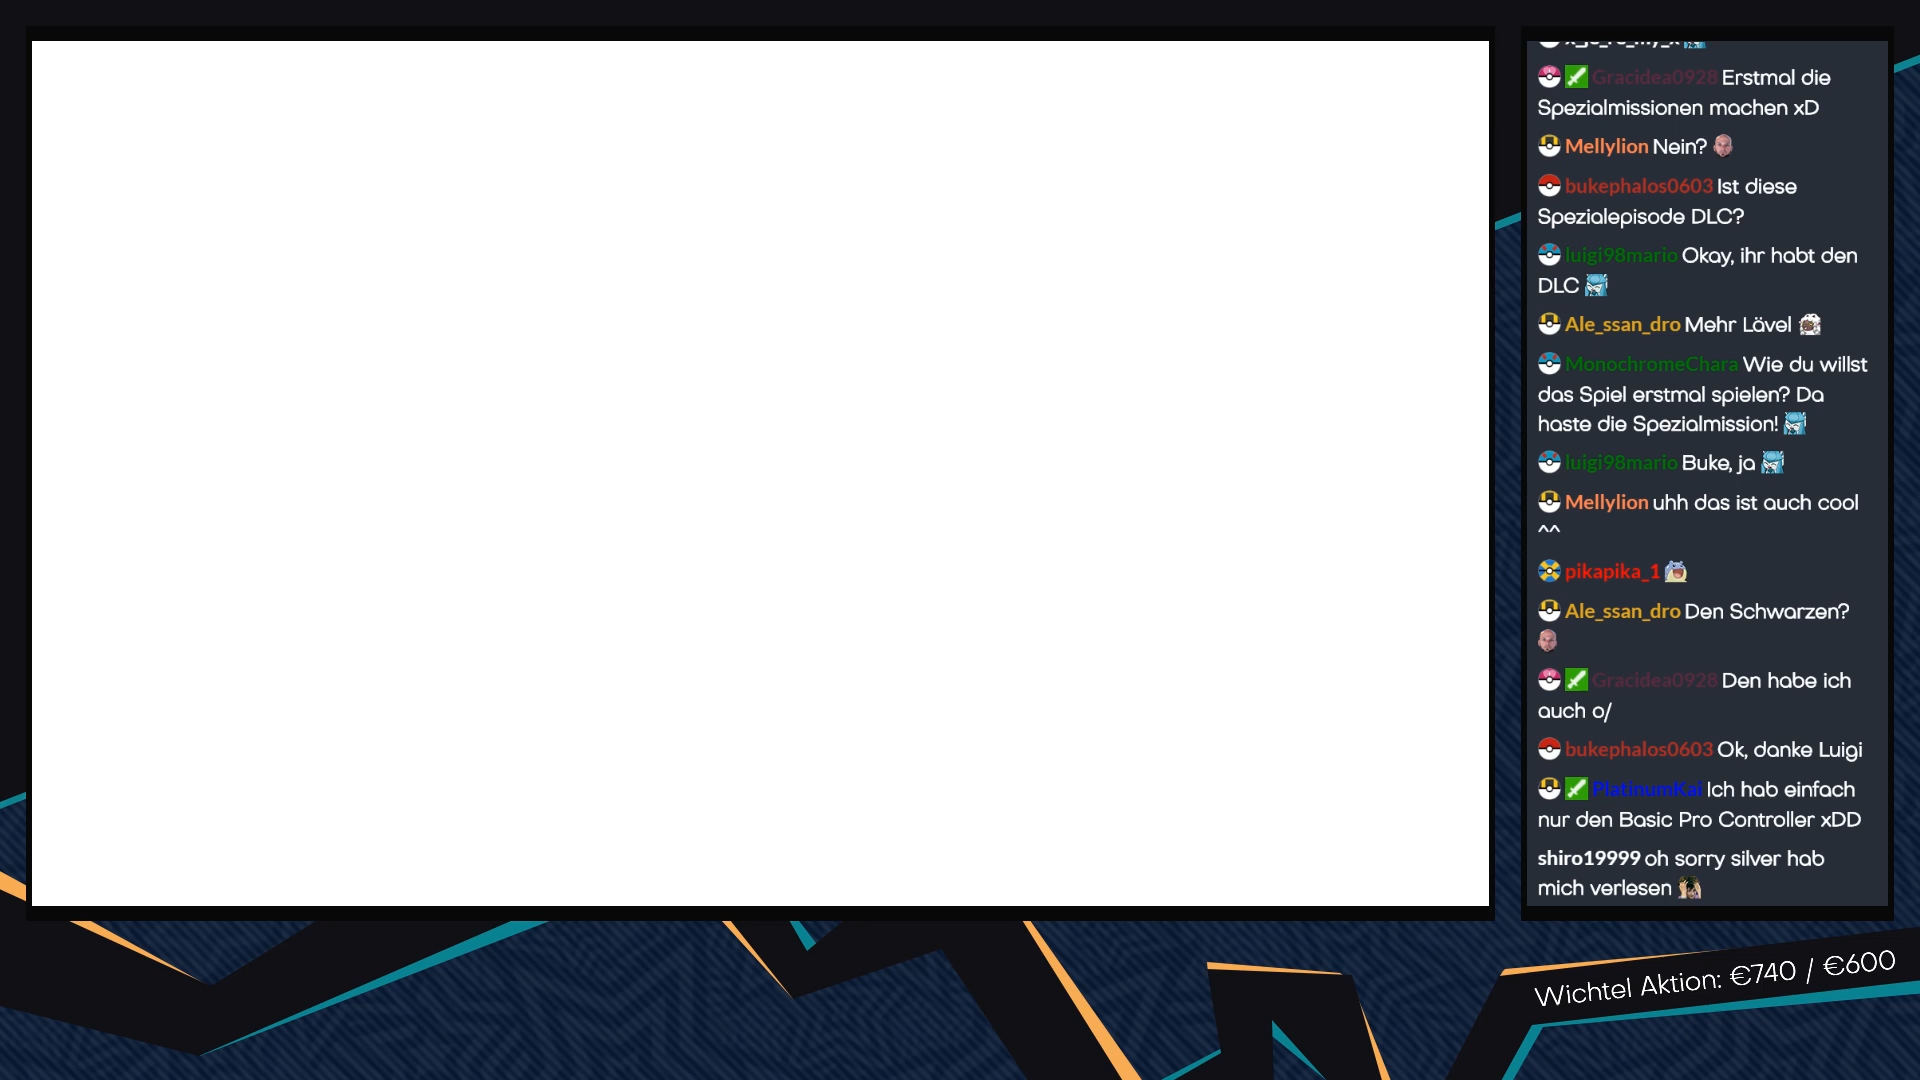 Gracidea0928 Erstmal die
Spezialmissionen machen xD
Mellylion Nein?
bukephalos0603 Ist diese
Spezialepisode DLC?
luigi98mario Okay, ihr habt den
DLC
Ale_ssan_dro Mehr Lävel
MonochromeChara Wie du willst
das Spiel erstmal spielen? Da
haste die Spezialmission!
luigi98mario Buke, ja
Mellylion uhh das ist auch cool
^^
pikapika_1
Ale_ssan_dro Den Schwarzen?
Gracidea0928 Den habe ich
auch o/
bukephalos0603 Ok, danke Luigi
PlatinumKai Ich hab einfach
nur den Basic Pro Controller xDD
shiro19999 oh sorry silver hab
mich verlesen
Wichtel Aktion: €740 / €600